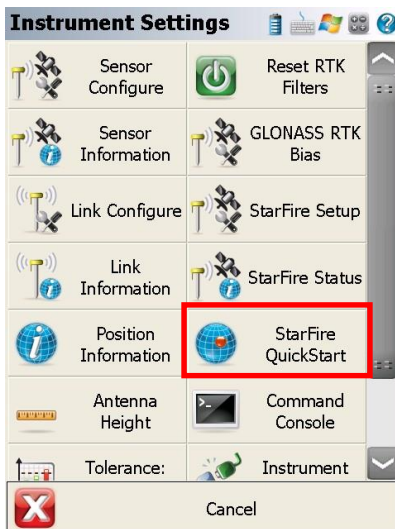 Instrument Settings
Sensor
Configure
Reset RTK
Filters
Sensor
Information
GLONASS RTK
Bias
Link Configure
StarFire Setup
Link
Information
StarFire Status
Position
Information
StarFire
QuickStart
Antenna
Height
Command
Console
Tolerance:
Instrument
Cancel